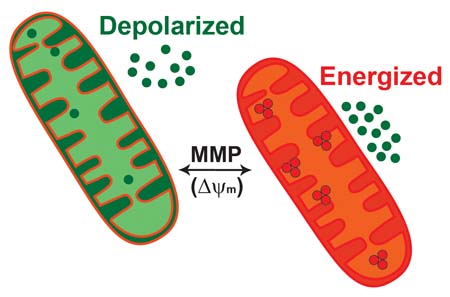 Depolarized
Energized
MMP
(Δψm)